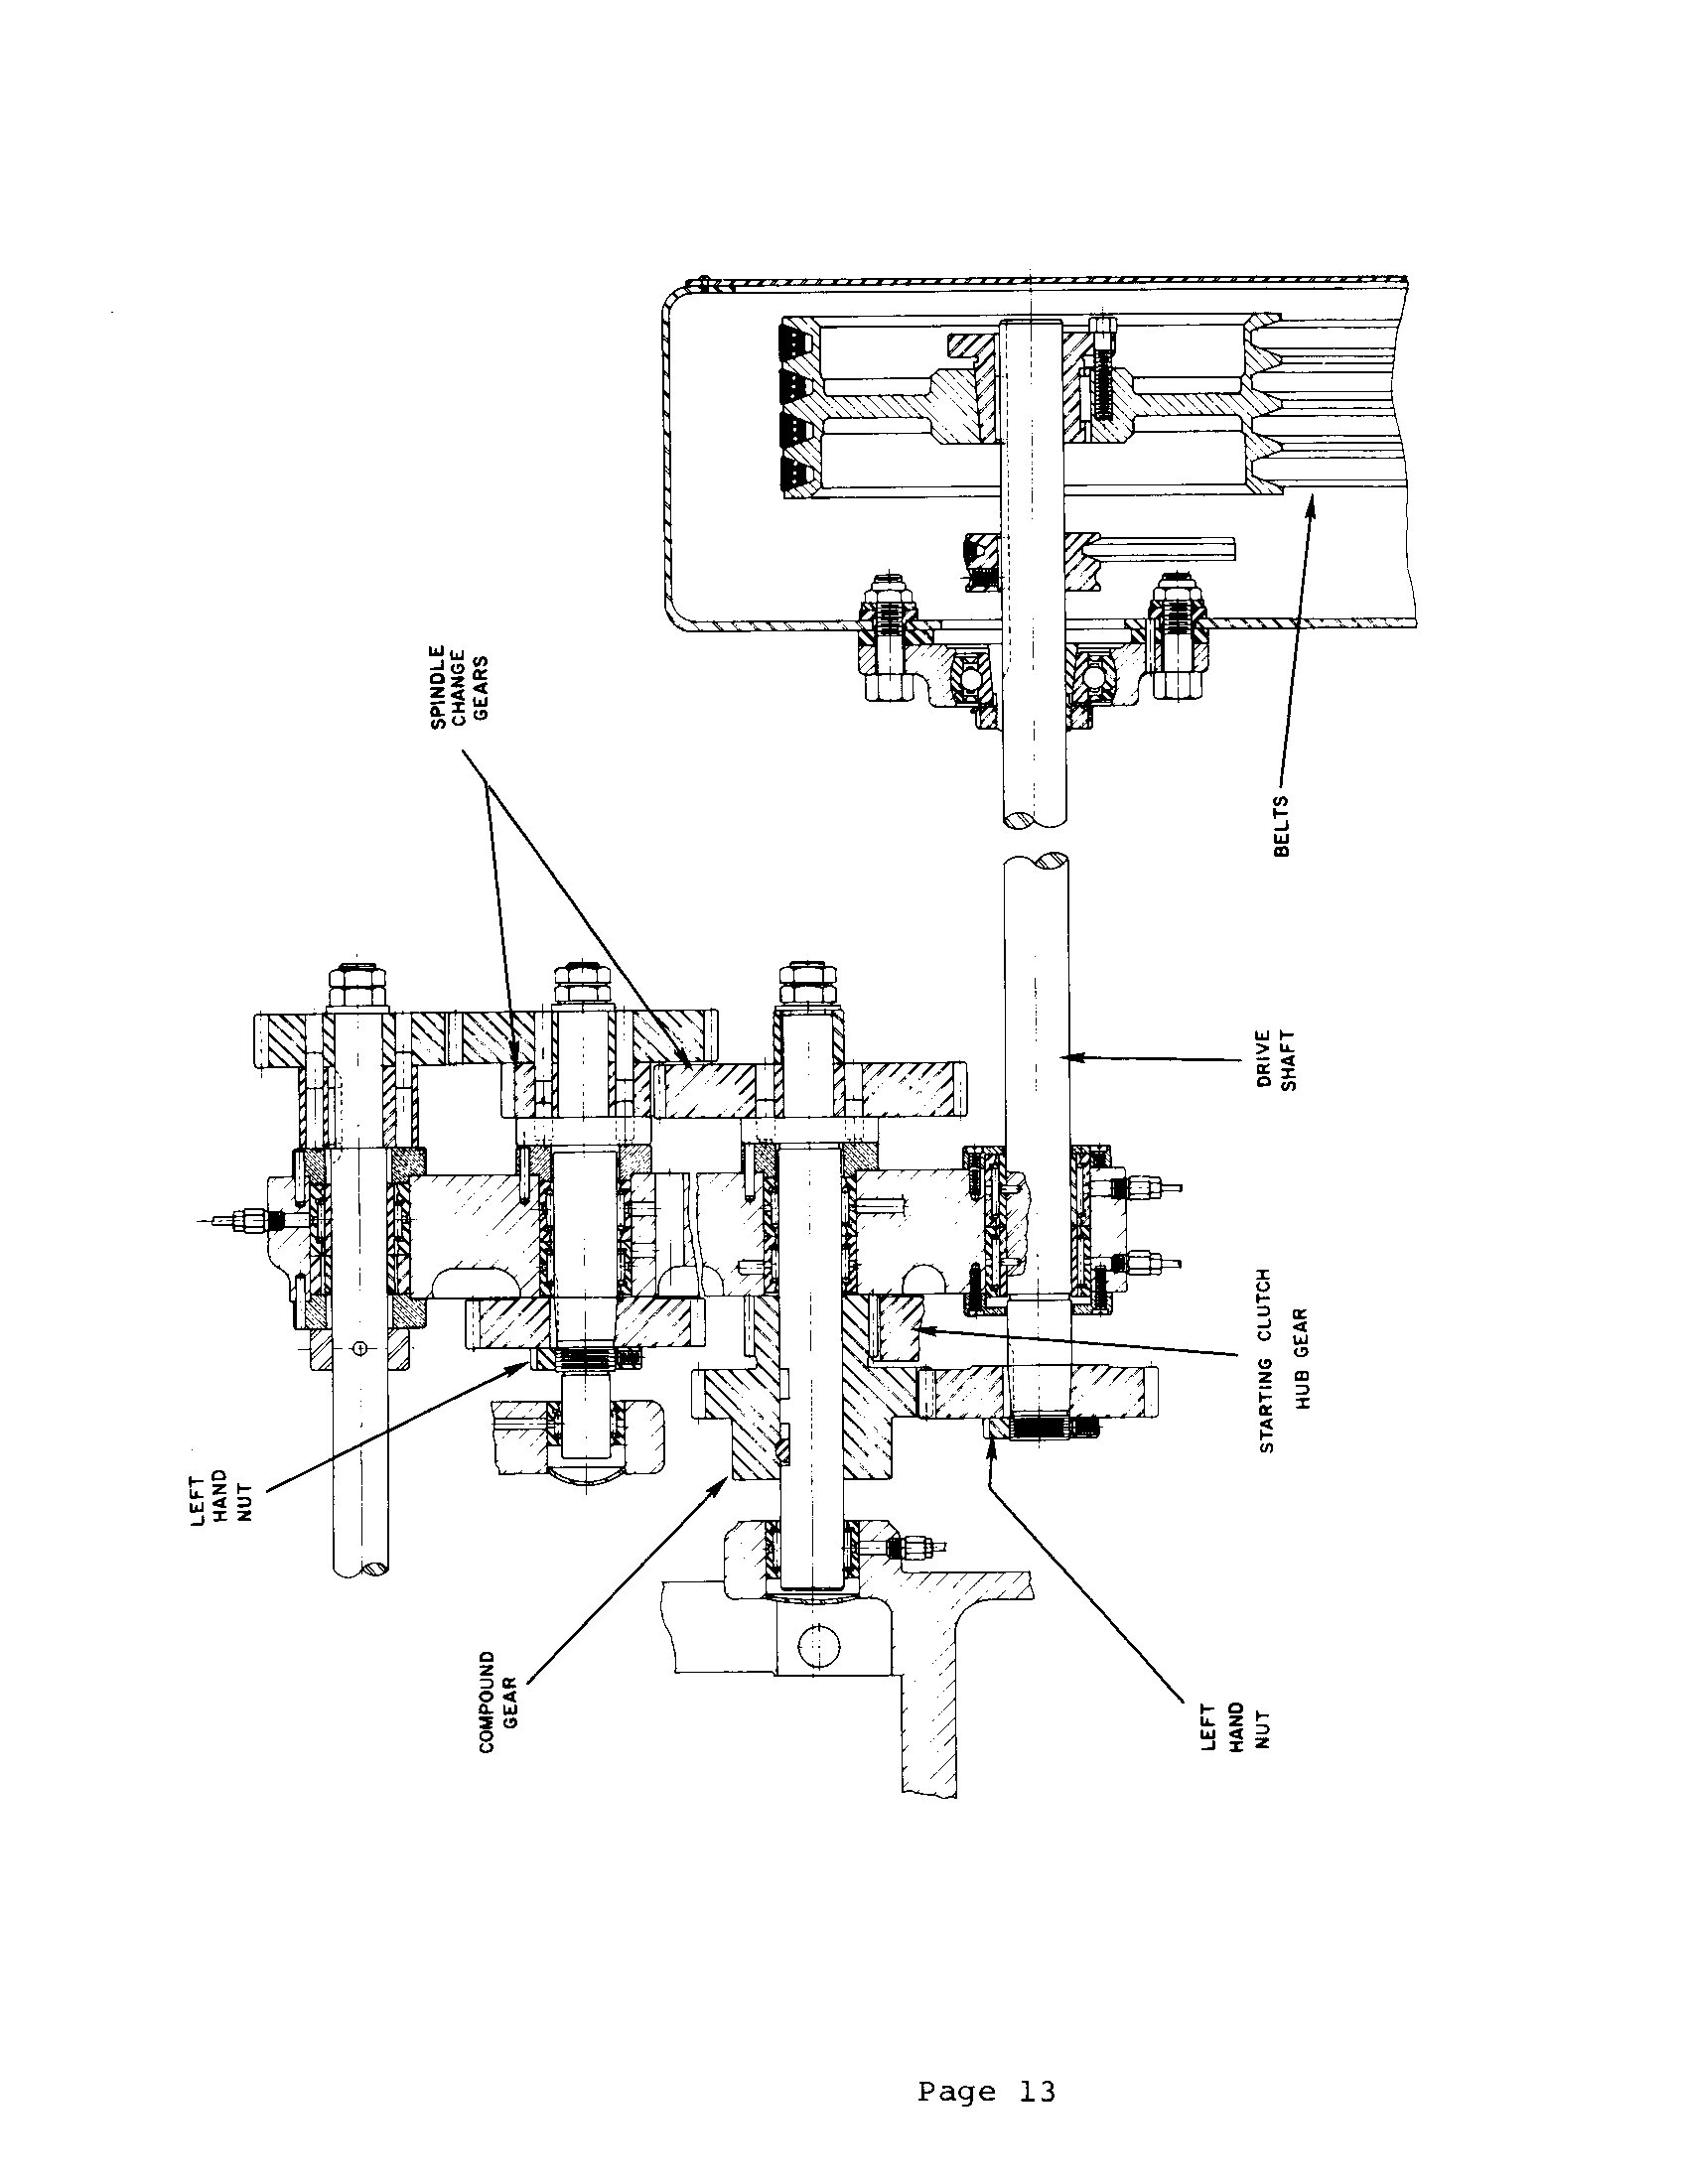 SPINDLE
CHANGE
GEARS
BELTS
DRIVE
SHAFT
STARTING CLUTCH
HUB GEAR
LEFT
HAND
NUT
COMPOUND
GEAR
LEFT
HAND
NUT
Page 13